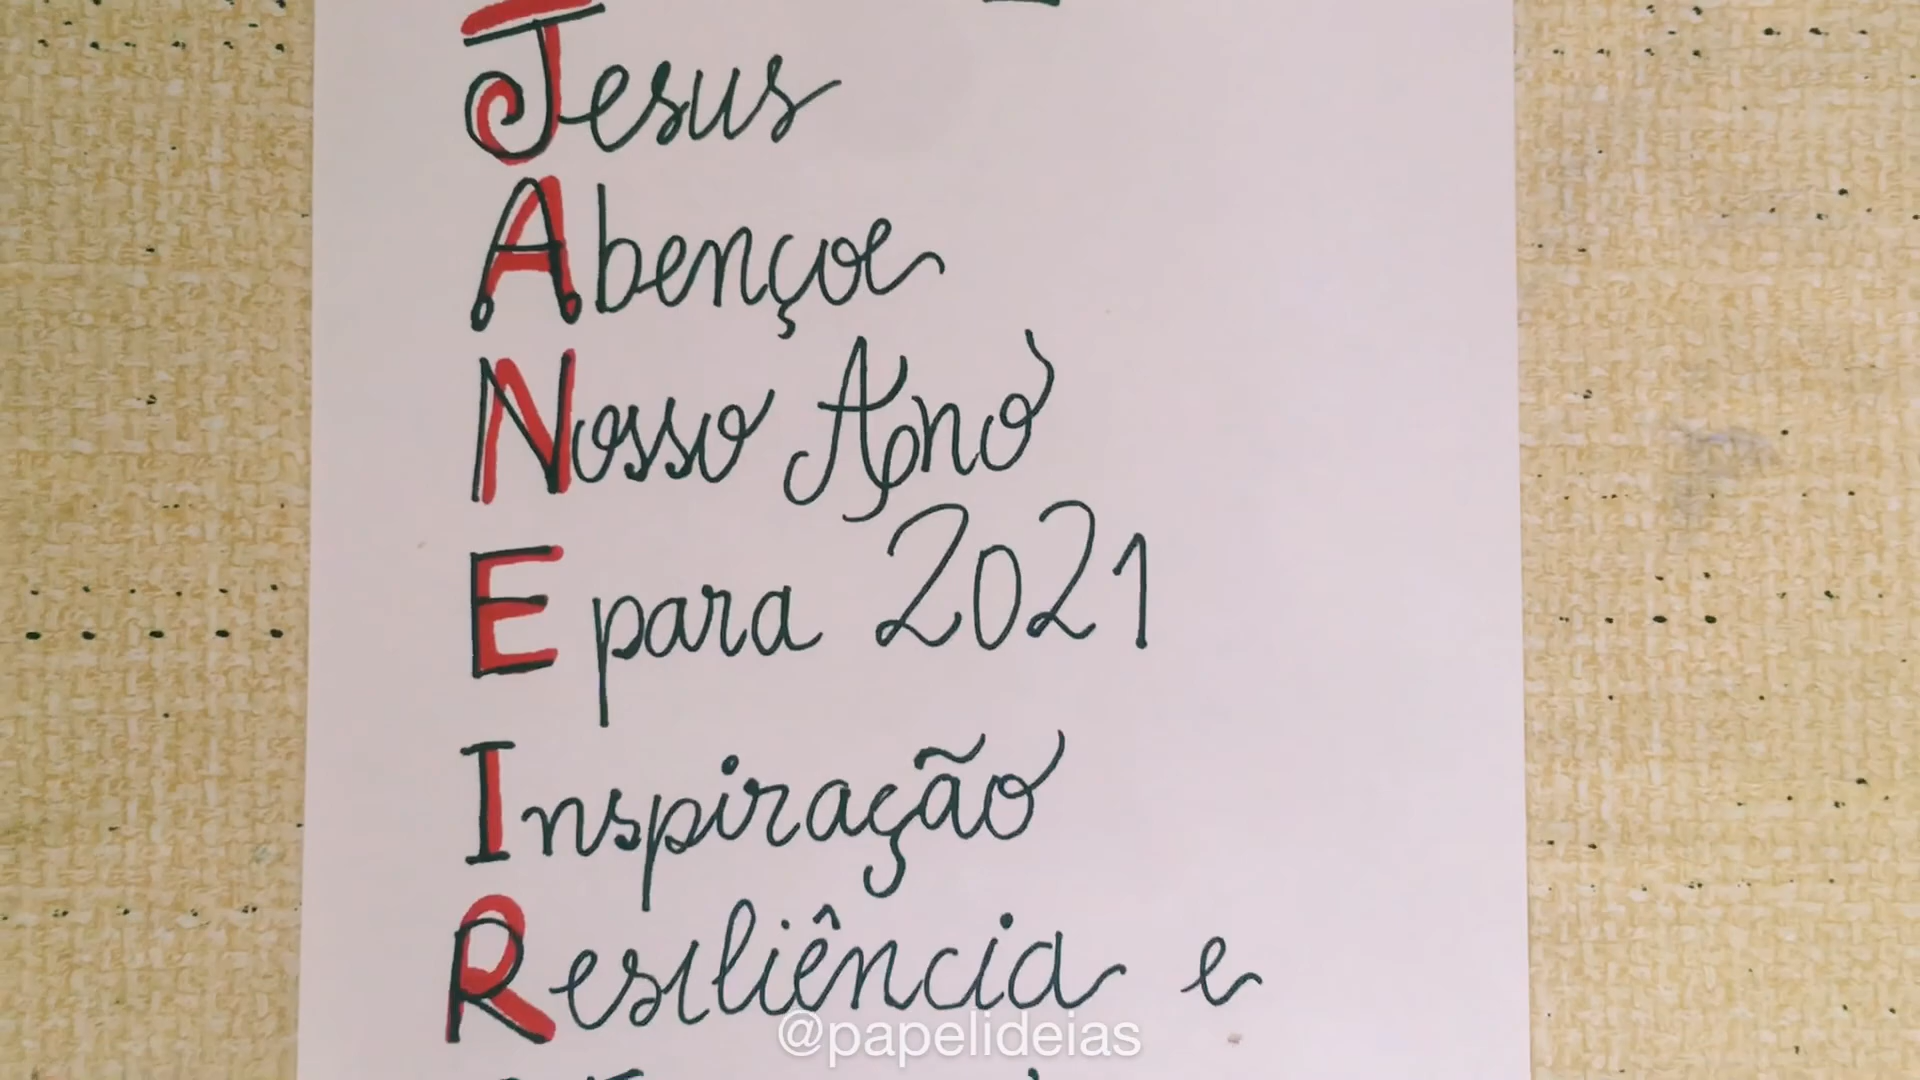 Jesus
Abençoe
Nosso Ano
E para 2021
Inspiração
Resiliência e
@papelideias